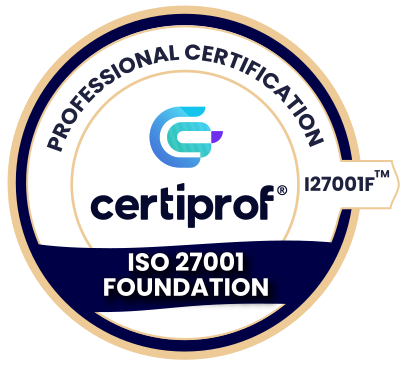 PROFESSIONAL CERTIFICATION
certiprof®
I27001F™
ISO 27001
FOUNDATION